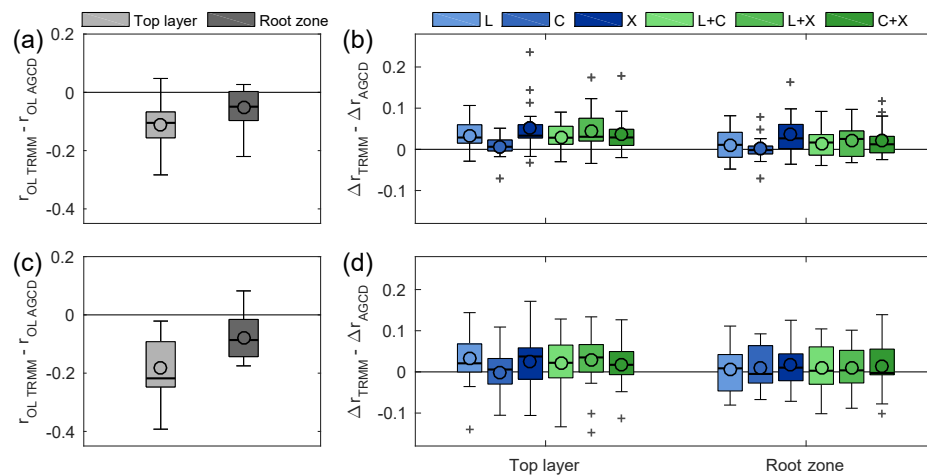 Top layer Root zone
L C X L+C L+X C+X
(a)
0.2
0
-0.2
-0.4
r_OL TRMM - r_OL AGCD
(b)
0.2
0.1
0
-0.1
Δr_TRMM - Δr_AGCD
(c)
0.2
0
-0.2
-0.4
r_OL TRMM - r_OL AGCD
(d)
0.2
0.1
0
-0.1
Δr_TRMM - Δr_AGCD
Top layer Root zone